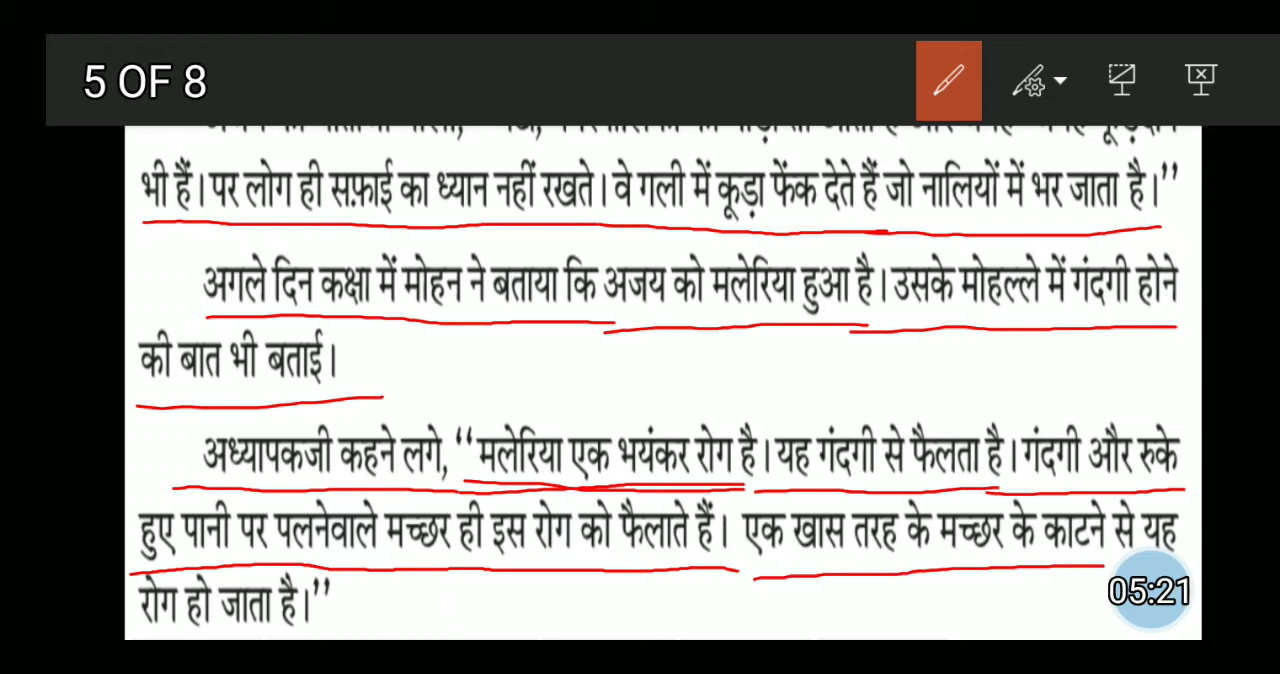 5 OF 8
भी हैं। पर लोग ही सफ़ाई का ध्यान नहीं रखते। वे गली में कूड़ा फेंक देते हैं जो नालियों में भर जाता है।’’
अगले दिन कक्षा में मोहन ने बताया कि अजय को मलेरिया हुआ है। उसके मोहल्ले में गंदगी होने
की बात भी बताई।
अध्यापकजी कहने लगे, ‘‘मलेरिया एक भयंकर रोग है। यह गंदगी से फैलता है। गंदगी और रुके
हुए पानी पर पलनेवाले मच्छर ही इस रोग को फैलाते हैं। एक खास तरह के मच्छर के काटने से यह
रोग हो जाता है।’’
05:21